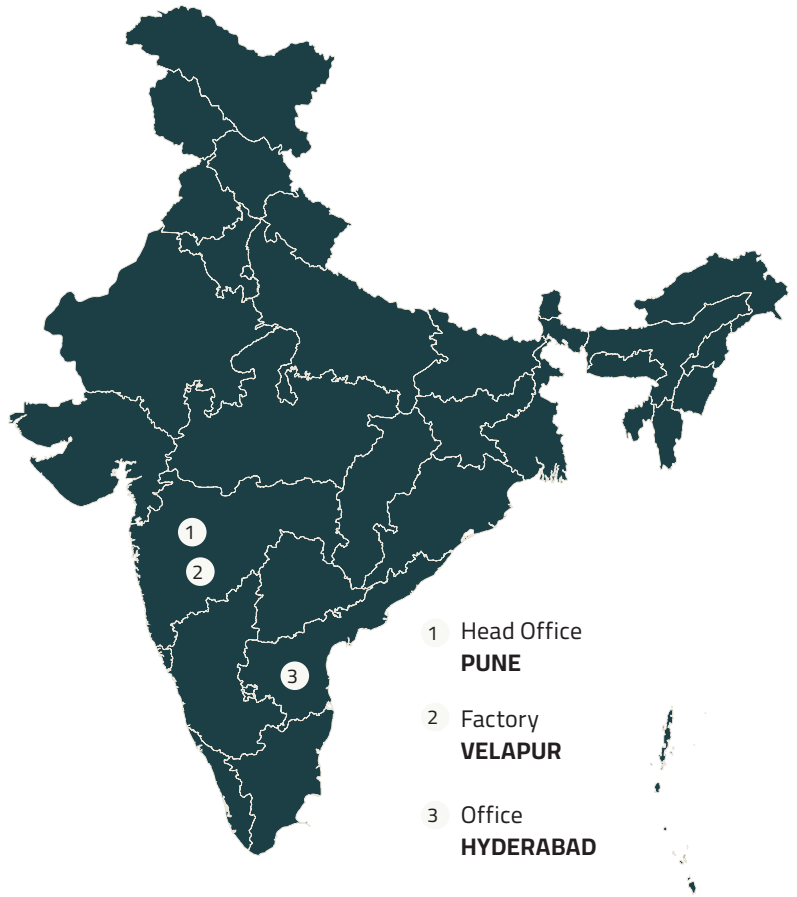 1
2
3
1 Head Office
PUNE
2 Factory
VELAPUR
3 Office
HYDERABAD